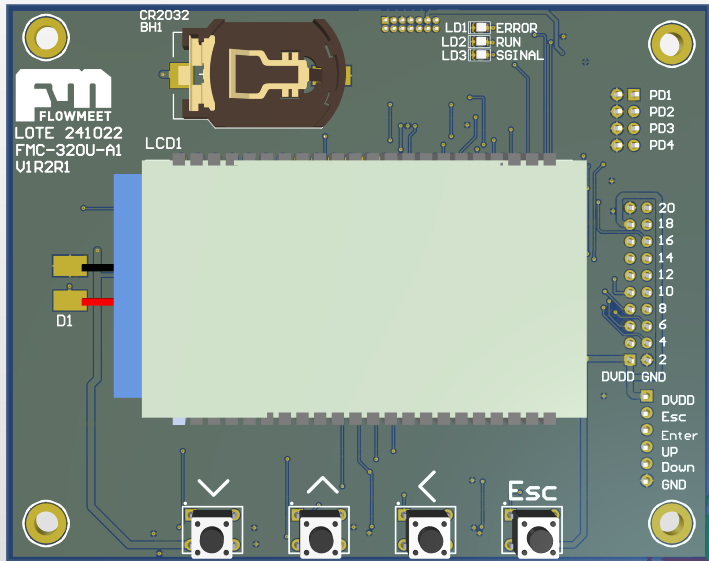 CR2032
BH1
LD1 ERROR
LD2 RUN
LD3 SGINAL
FM
FLOWMEET
LOTE 241022
FMC-320U-A1
V1R2R1
LCD1
PD1
PD2
PD3
PD4
20
18
16
14
12
10
8
6
4
2
DVDD GND
D1
DVDD
Esc
Enter
UP
Down
GND
Esc